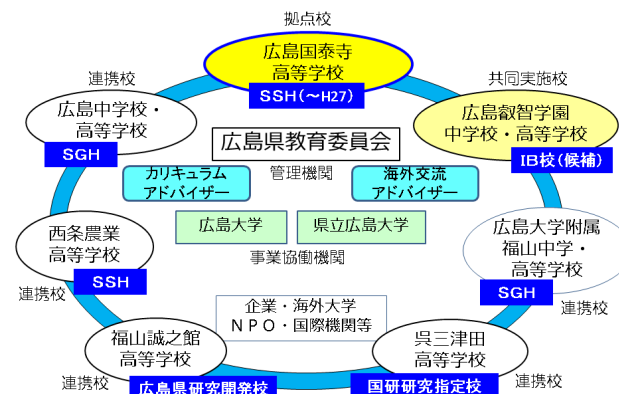 拠点校
広島国泰寺
高等学校
SSH(～H27)
連携校
広島中学校・
高等学校
SGH
共同実施校
広島叡智学園
中学校・高等学校
IB校(候補)
広島県教育委員会
管理機関
カリキュラム
アドバイザー
海外交流
アドバイザー
広島大学
県立広島大学
事業協働機関
西条農業
高等学校
SSH
連携校
広島大学附属
福山中学・
高等学校
SGH
連携校
企業・海外大学
ＮＰＯ・国際機関等
福山誠之館
高等学校
連携校
広島県研究開発校
呉三津田
高等学校
国研研究指定校
連携校